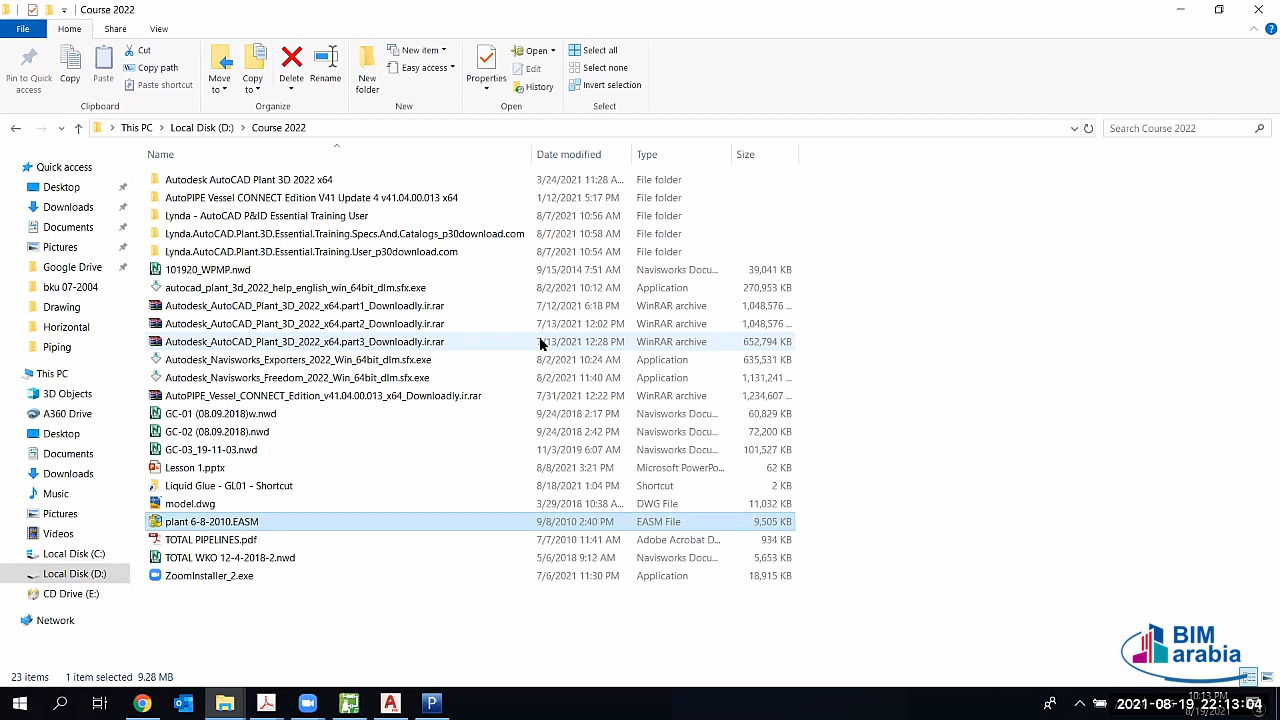 Course 2022
File
Home
Share
View
Pin to Quick access
Copy
Paste
Cut
Copy path
Paste shortcut
Clipboard
Move to
Copy to
Delete
Rename
Organize
New folder
New item
Easy access
New
Properties
Open
Edit
History
Open
Select all
Select none
Invert selection
Select
This PC > Local Disk (D:) > Course 2022
Search Course 2022
Quick access
Desktop
Downloads
Documents
Pictures
Google Drive
bku 07-2004
Drawing
Horizontal
Piping
This PC
3D Objects
A360 Drive
Desktop
Documents
Downloads
Music
Pictures
Videos
Local Disk (C:)
Local Disk (D:)
CD Drive (E:)
Network
Name Date modified Type Size
Autodesk AutoCAD Plant 3D 2022 x64 3/24/2021 11:28 A... File folder
AutoPIPE Vessel CONNECT Edition V41 Update 4 v41.04.00.013 x64 1/12/2021 5:17 PM File folder
Lynda - AutoCAD P&ID Essential Training User 8/7/2021 10:56 AM File folder
Lynda.AutoCAD.Plant.3D.Essential.Training.Specs.And.Catalogs_p30download.com 8/7/2021 10:58 AM File folder
Lynda.AutoCAD.Plant.3D.Essential.Training.User_p30download.com 8/7/2021 10:54 AM File folder
101920_WPMP.nwd 9/15/2014 7:51 AM Navisworks Docu... 39,041 KB
autocad_plant_3d_2022_help_english_win_64bit_dlm.sfx.exe 8/2/2021 10:12 AM Application 270,953 KB
Autodesk_AutoCAD_Plant_3D_2022_x64.part1_Downloadly.ir.rar 7/12/2021 6:18 PM WinRAR archive 1,048,576 ...
Autodesk_AutoCAD_Plant_3D_2022_x64.part2_Downloadly.ir.rar 7/13/2021 12:02 PM WinRAR archive 1,048,576 ...
Autodesk_AutoCAD_Plant_3D_2022_x64.part3_Downloadly.ir.rar 7/13/2021 12:28 PM WinRAR archive 652,794 KB
Autodesk_Navisworks_Exporters_2022_Win_64bit_dlm.sfx.exe 8/2/2021 10:24 AM Application 635,531 KB
Autodesk_Navisworks_Freedom_2022_Win_64bit_dlm.sfx.exe 8/2/2021 11:40 AM Application 1,131,241 ...
AutoPIPE_Vessel_CONNECT_Edition_v41.04.00.013_x64_Downloadly.ir.rar 7/31/2021 12:22 PM WinRAR archive 1,234,607 ...
GC-01 (08.09.2018)w.nwd 9/24/2018 2:17 PM Navisworks Docu... 60,829 KB
GC-02 (08.09.2018).nwd 9/24/2018 2:42 PM Navisworks Docu... 72,200 KB
GC-03_19-11-03.nwd 11/3/2019 6:07 AM Navisworks Docu... 101,527 KB
Lesson 1.pptx 8/8/2021 3:21 PM Microsoft PowerPo... 62 KB
Liquid Glue - GL01 - Shortcut 8/18/2021 1:04 PM Shortcut 2 KB
model.dwg 3/29/2018 10:38 A... DWG File 11,032 KB
plant 6-8-2010.EASM 9/8/2010 2:40 PM EASM File 9,505 KB
TOTAL PIPELINES.pdf 7/7/2010 11:41 AM Adobe Acrobat D... 934 KB
TOTAL WKO 12-4-2018-2.nwd 5/6/2018 9:12 AM Navisworks Docu... 5,653 KB
ZoomInstaller_2.exe 7/6/2021 11:30 PM Application 18,915 KB
BIM
arabia
23 items 1 item selected 9.28 MB
10:13 PM
2021-08-19 22:13:04
8/19/2021